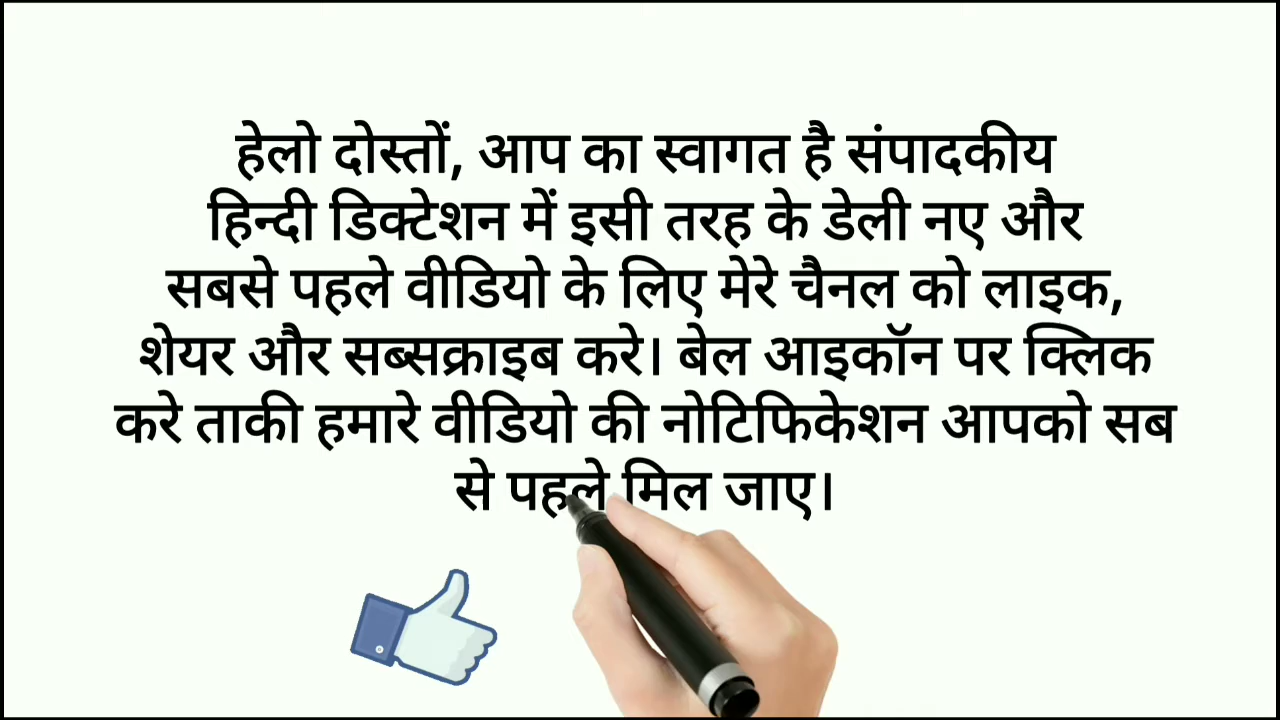 हेलो दोस्तों, आप का स्वागत है संपादकीय
हिन्दी डिक्टेशन में इसी तरह के डेली नए और
सबसे पहले वीडियो के लिए मेरे चैनल को लाइक,
शेयर और सब्सक्राइब करे। बेल आइकॉन पर क्लिक
करे ताकी हमारे वीडियो की नोटिफिकेशन आपको सब
से पहले मिल जाए।